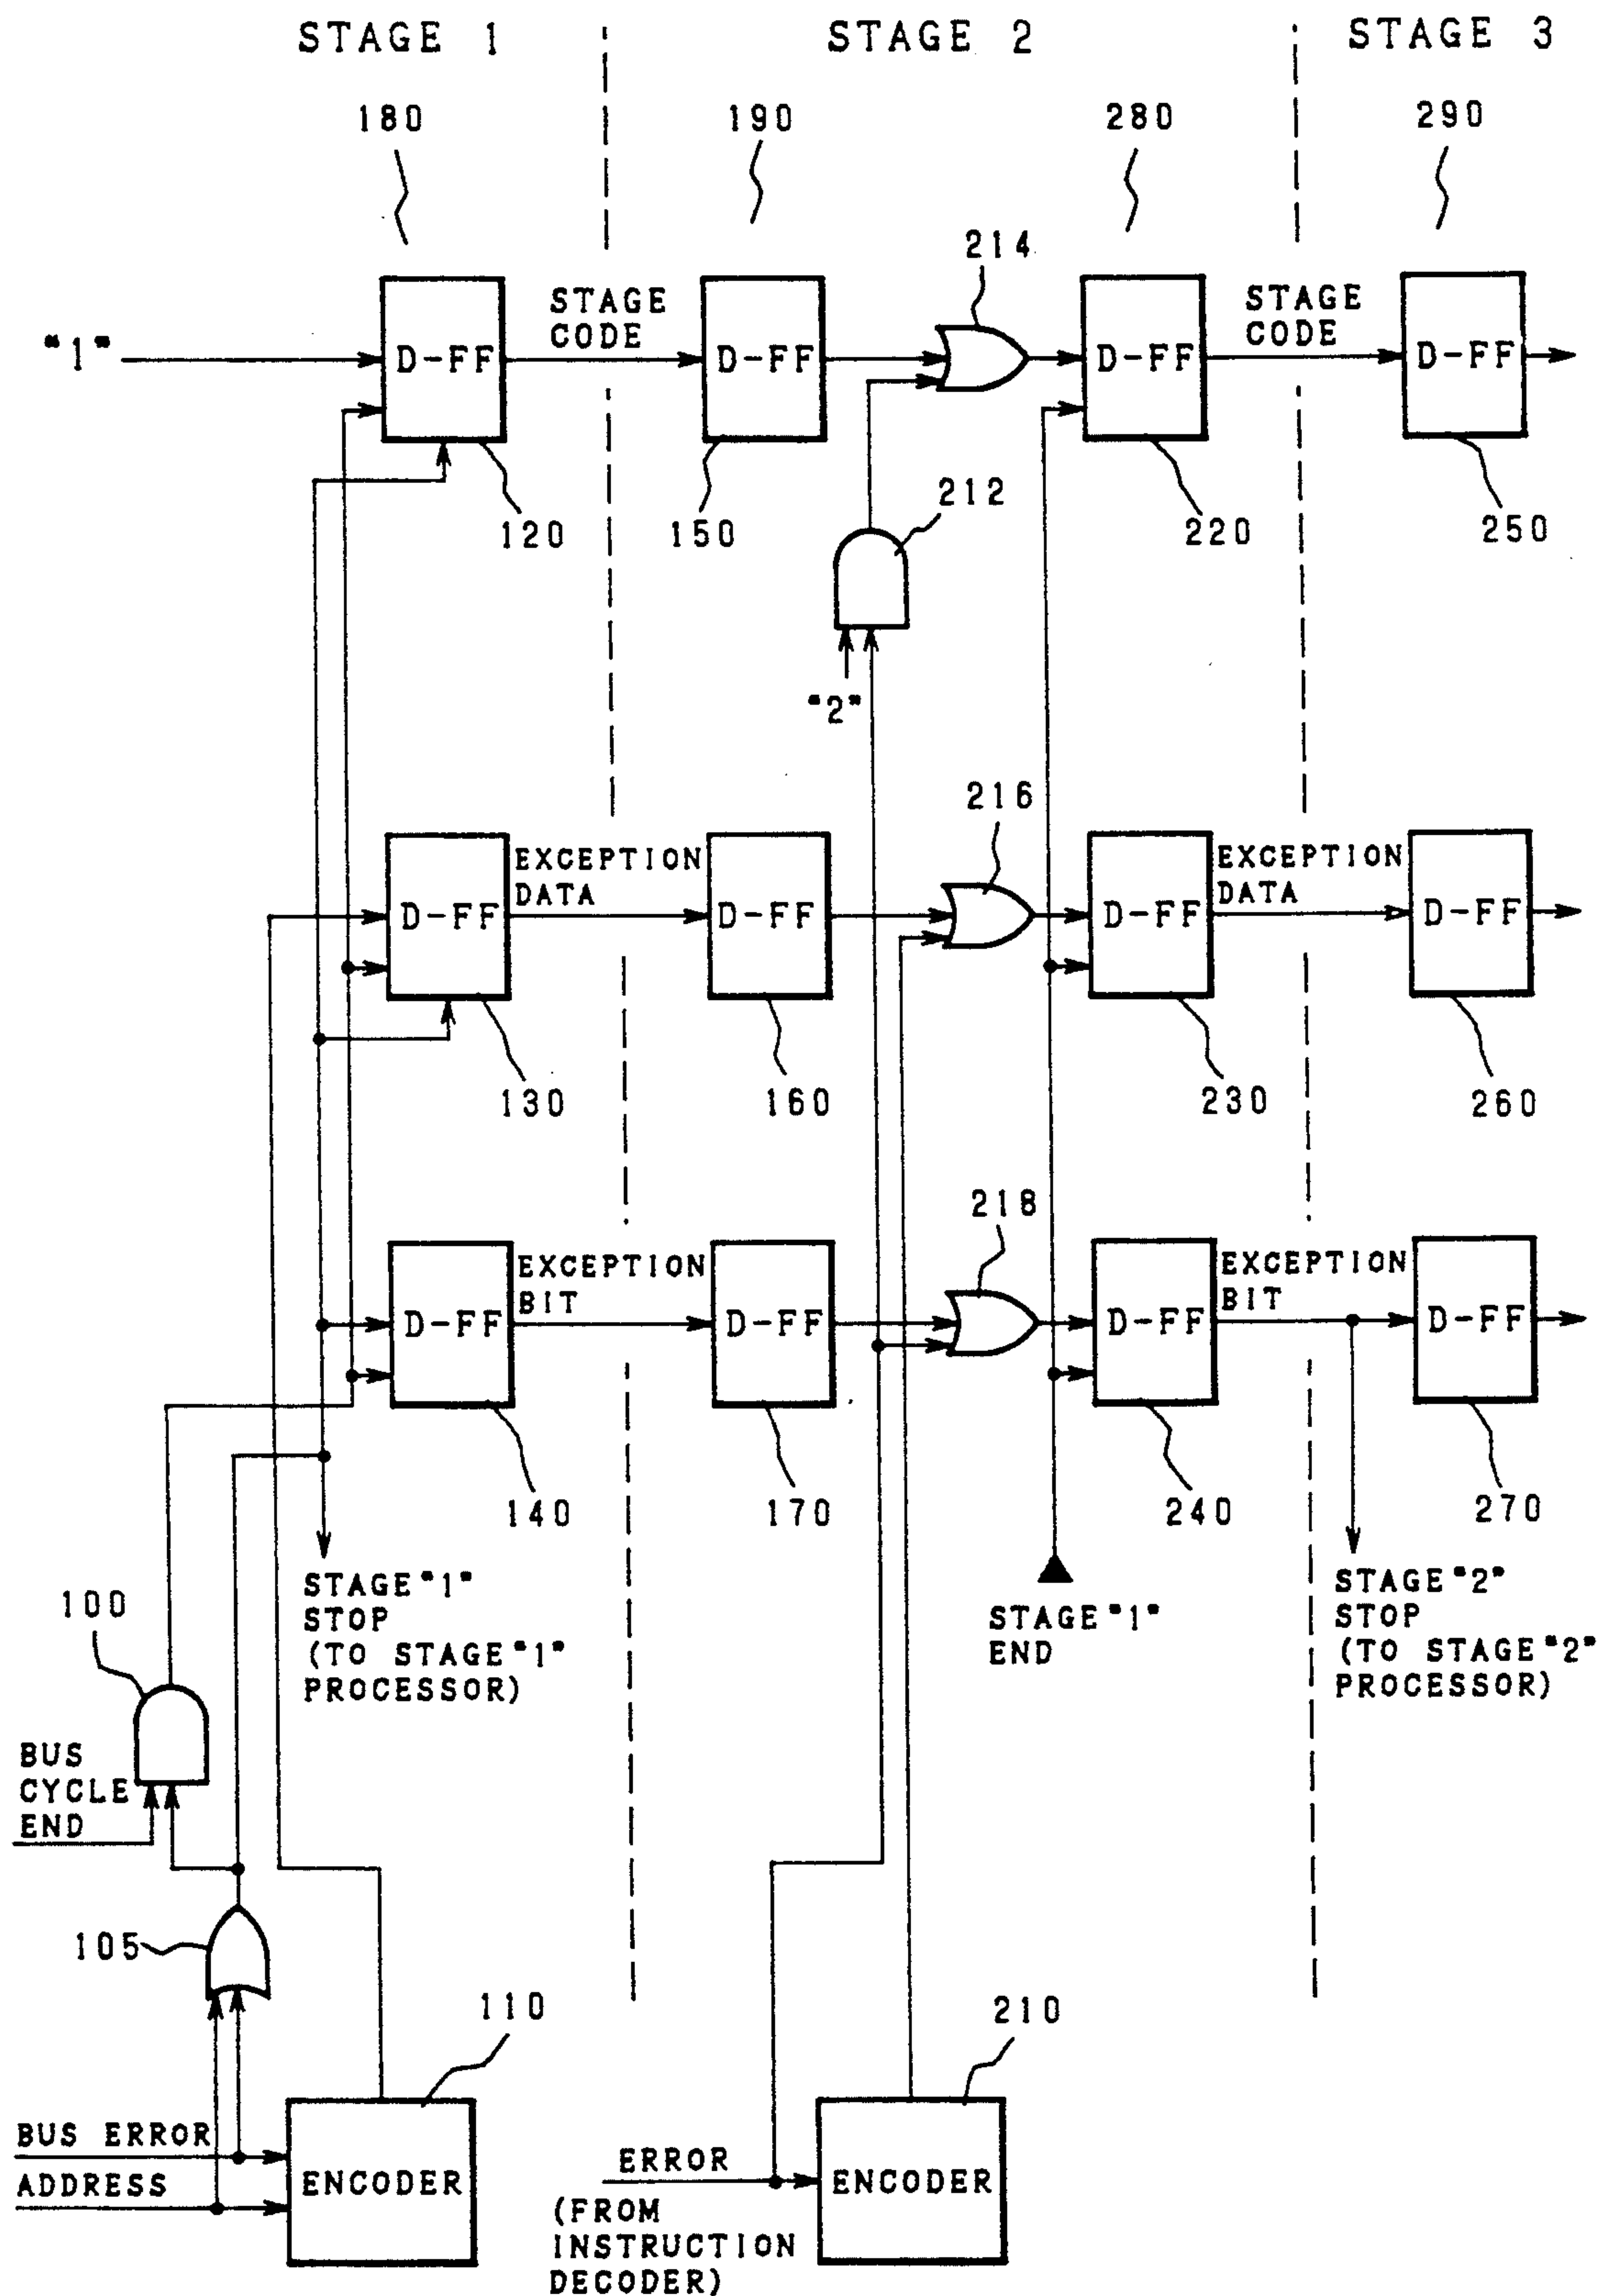 STAGE 1
STAGE 2
STAGE 3
180
190
280
290
214
"1"
D-FF
STAGE
CODE
D-FF
D-FF
STAGE
CODE
D-FF
212
120
150
220
250
"2"
216
D-FF
EXCEPTION
DATA
D-FF
D-FF
EXCEPTION
DATA
D-FF
130
160
230
260
218
D-FF
EXCEPTION
BIT
D-FF
D-FF
EXCEPTION
BIT
D-FF
140
170
240
270
STAGE"1"
STOP
(TO STAGE"1"
PROCESSOR)
STAGE"1"
END
STAGE"2"
STOP
(TO STAGE"2"
PROCESSOR)
100
BUS
CYCLE
END
105
110
210
BUS ERROR
ADDRESS
ENCODER
ERROR
(FROM
INSTRUCTION
DECODER)
ENCODER